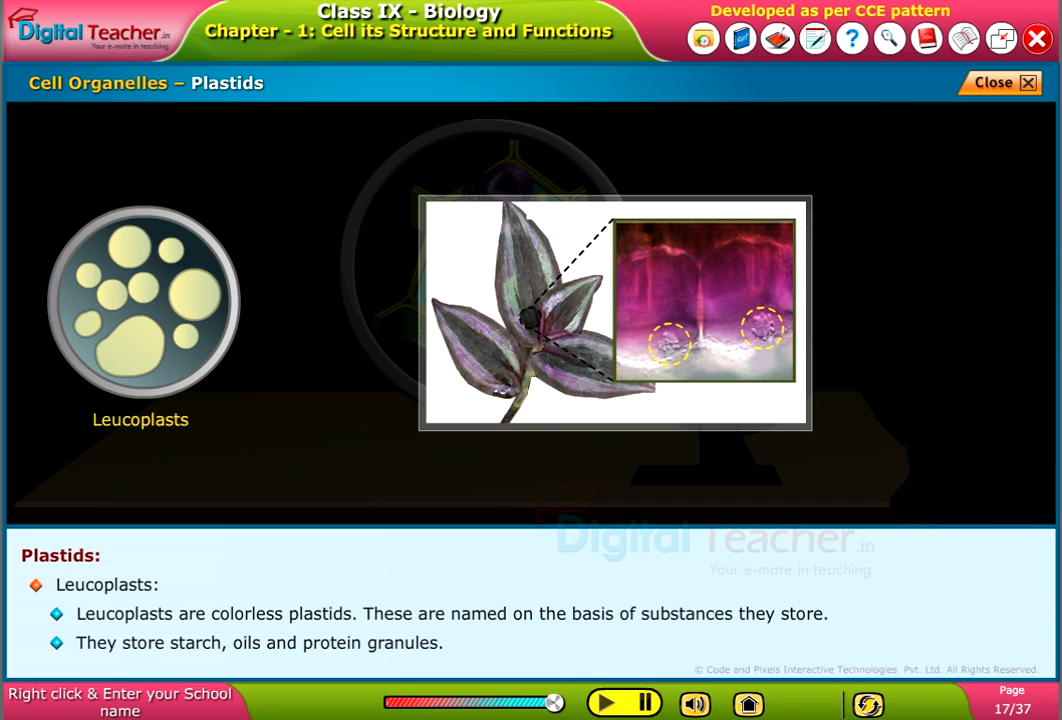 Digital Teacher.in
Your e-mate in teaching
Class IX - Biology
Chapter - 1: Cell its Structure and Functions
Developed as per CCE pattern
Ref
?
Cell Organelles – Plastids
Close
Leucoplasts
Digital Teacher.in
Your e-mate in teaching
Plastids:
Leucoplasts:
Leucoplasts are colorless plastids. These are named on the basis of substances they store.
They store starch, oils and protein granules.
© Code and Pixels Interactive Technologies Pvt. Ltd. All Rights Reserved.
Right click & Enter your School
name
Page
17/37